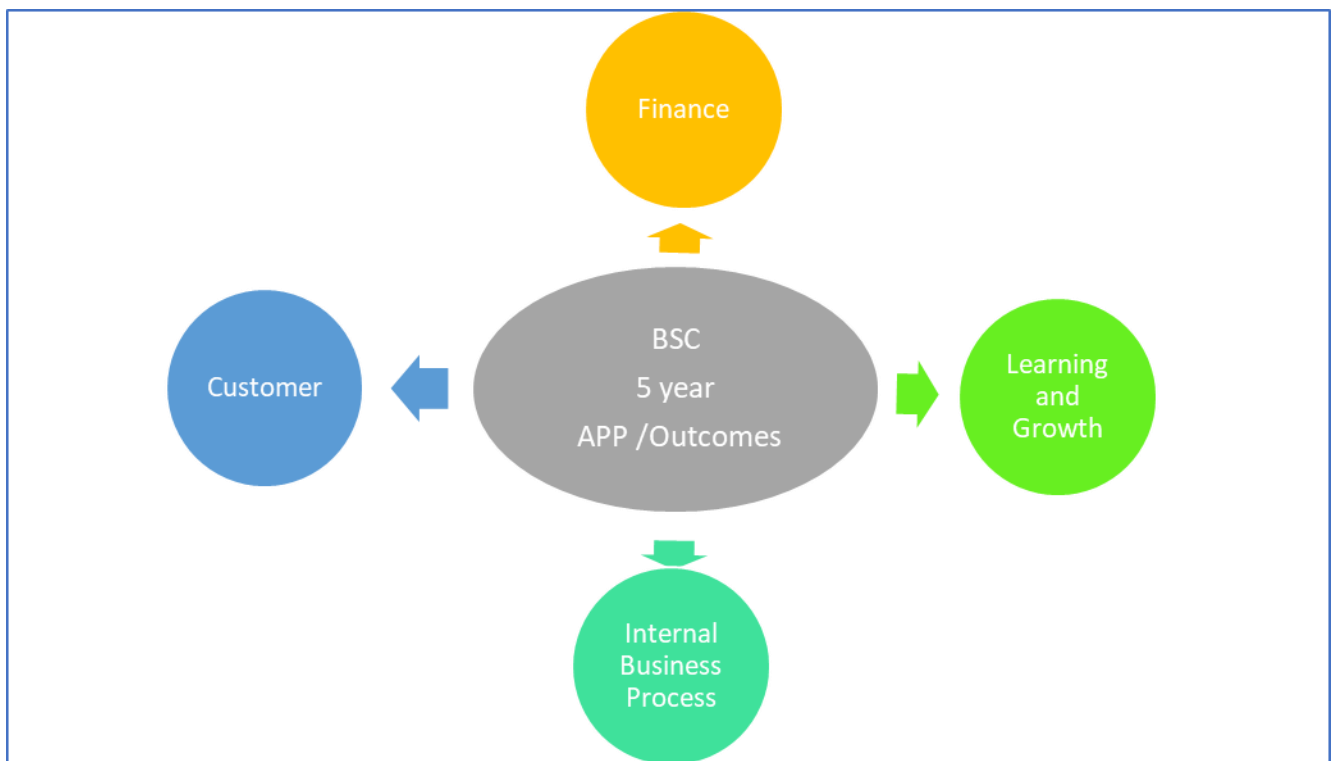 Finance
BSC
5 year
APP /Outcomes
Customer
Learning
and
Growth
Internal
Business
Process